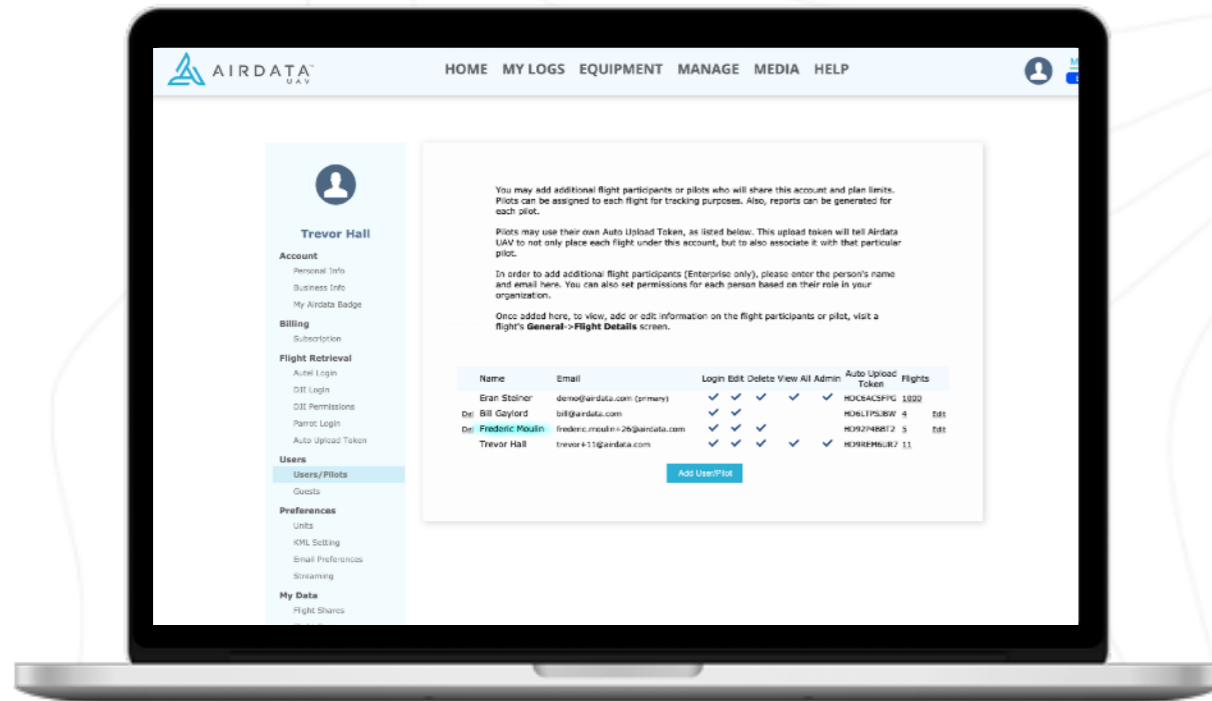 AIRDATA
UAV
HOME MY LOGS EQUIPMENT MANAGE MEDIA HELP
Trevor Hall
Account
Personal Info
Business Info
My Airdata Badge
Billing
Subscription
Flight Retrieval
Autel Login
DJI Login
DJI Permissions
Parrot Login
Auto Upload Token
Users
Users/Pilots
Guests
Preferences
Units
KML Setting
Email Preferences
Streaming
My Data
Flight Shares
You may add additional flight participants or pilots who will share this account and plan limits.
Pilots can be assigned to each flight for tracking purposes. Also, reports can be generated for
each pilot.
Pilots may use their own Auto Upload Token, as listed below. This upload token will tell Airdata
UAV to not only place each flight under this account, but to also associate it with that particular
pilot.
In order to add additional flight participants (Enterprise only), please enter the person's name
and email here. You can also set permissions for each person based on their role in your
organization.
Once added here, to view, add or edit information on the flight participants or pilot, visit a
flight's General->Flight Details screen.
Name Email Login Edit Delete View All Admin Auto Upload Token Flights
Eran Steiner demo@airdata.com (primary) 1000
Del Bill Gaylord bill@airdata.com 4 Edit
Del Frederic Moulin frederic.moulin+26@airdata.com 5 Edit
Trevor Hall trevor+11@airdata.com 11
Add User/Pilot